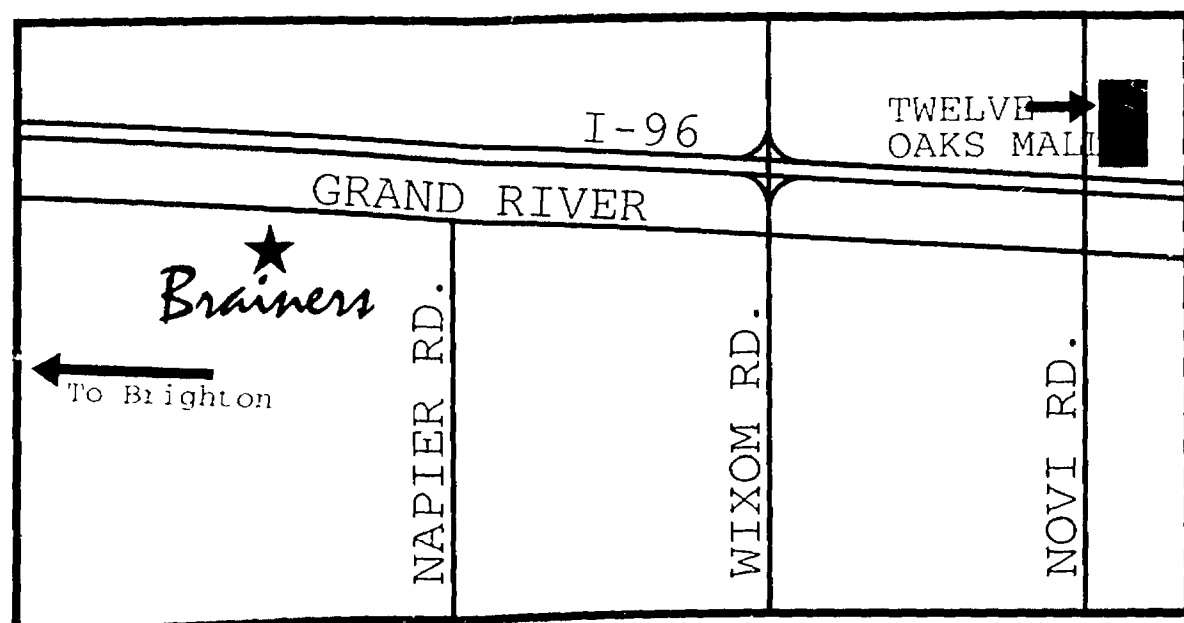 TWELVE
OAKS MALL
I-96
GRAND RIVER
Brainers
To Brighton
NAPIER RD.
WIXOM RD.
NOVI RD.